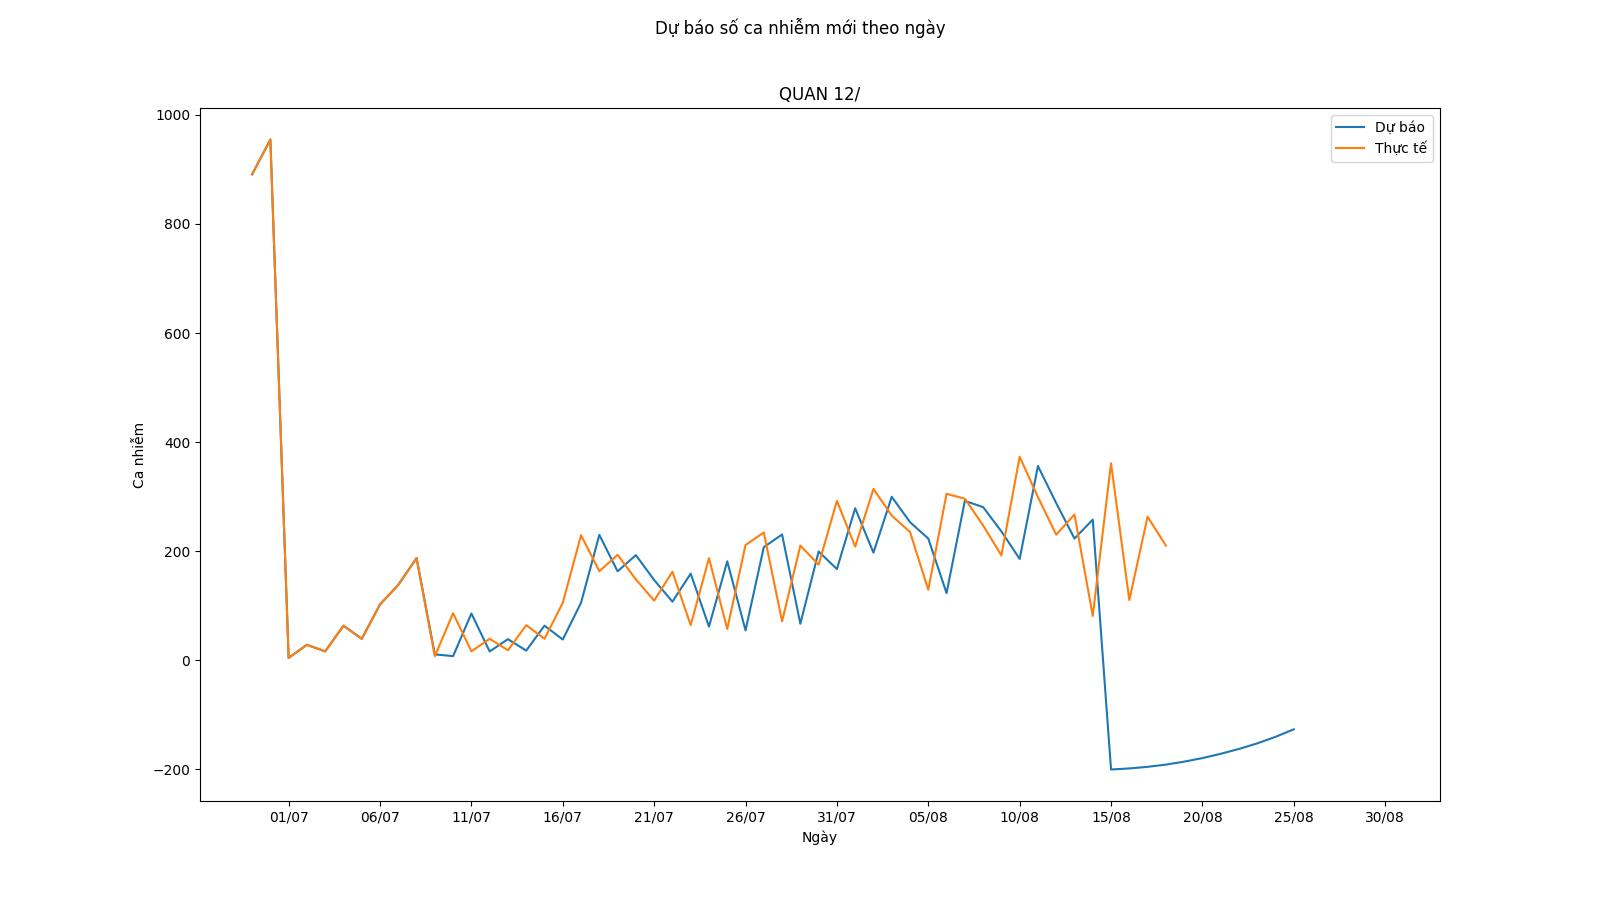 Dự báo số ca nhiễm mới theo ngày
QUAN 12/
1000
800
600
400
200
0
−200
Ca nhiễm
Dự báo
Thực tế
01/07 06/07 11/07 16/07 21/07 26/07 31/07 05/08 10/08 15/08 20/08 25/08 30/08
Ngày